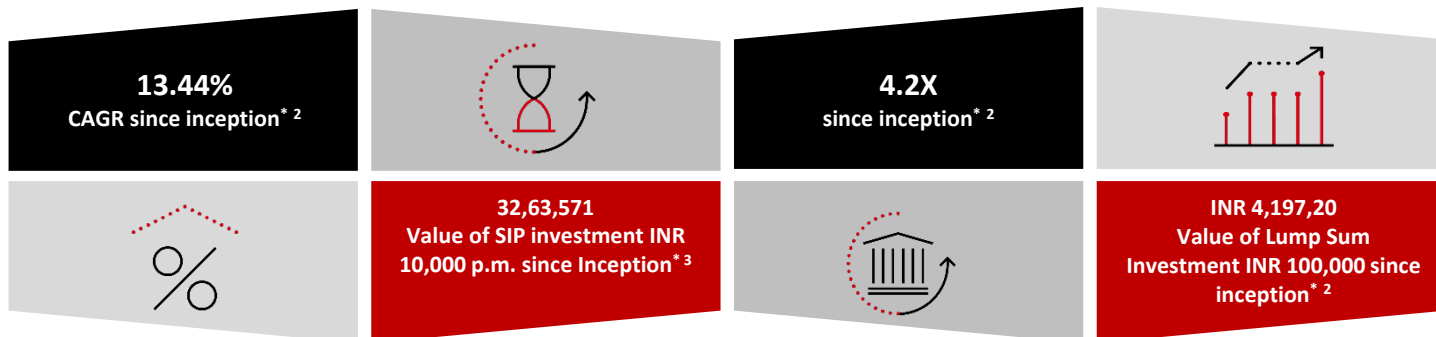 13.44%
CAGR since inception* 2
4.2X
since inception* 2
32,63,571
Value of SIP investment INR
10,000 p.m. since Inception* 3
INR 4,197,20
Value of Lump Sum
Investment INR 100,000 since
inception* 2